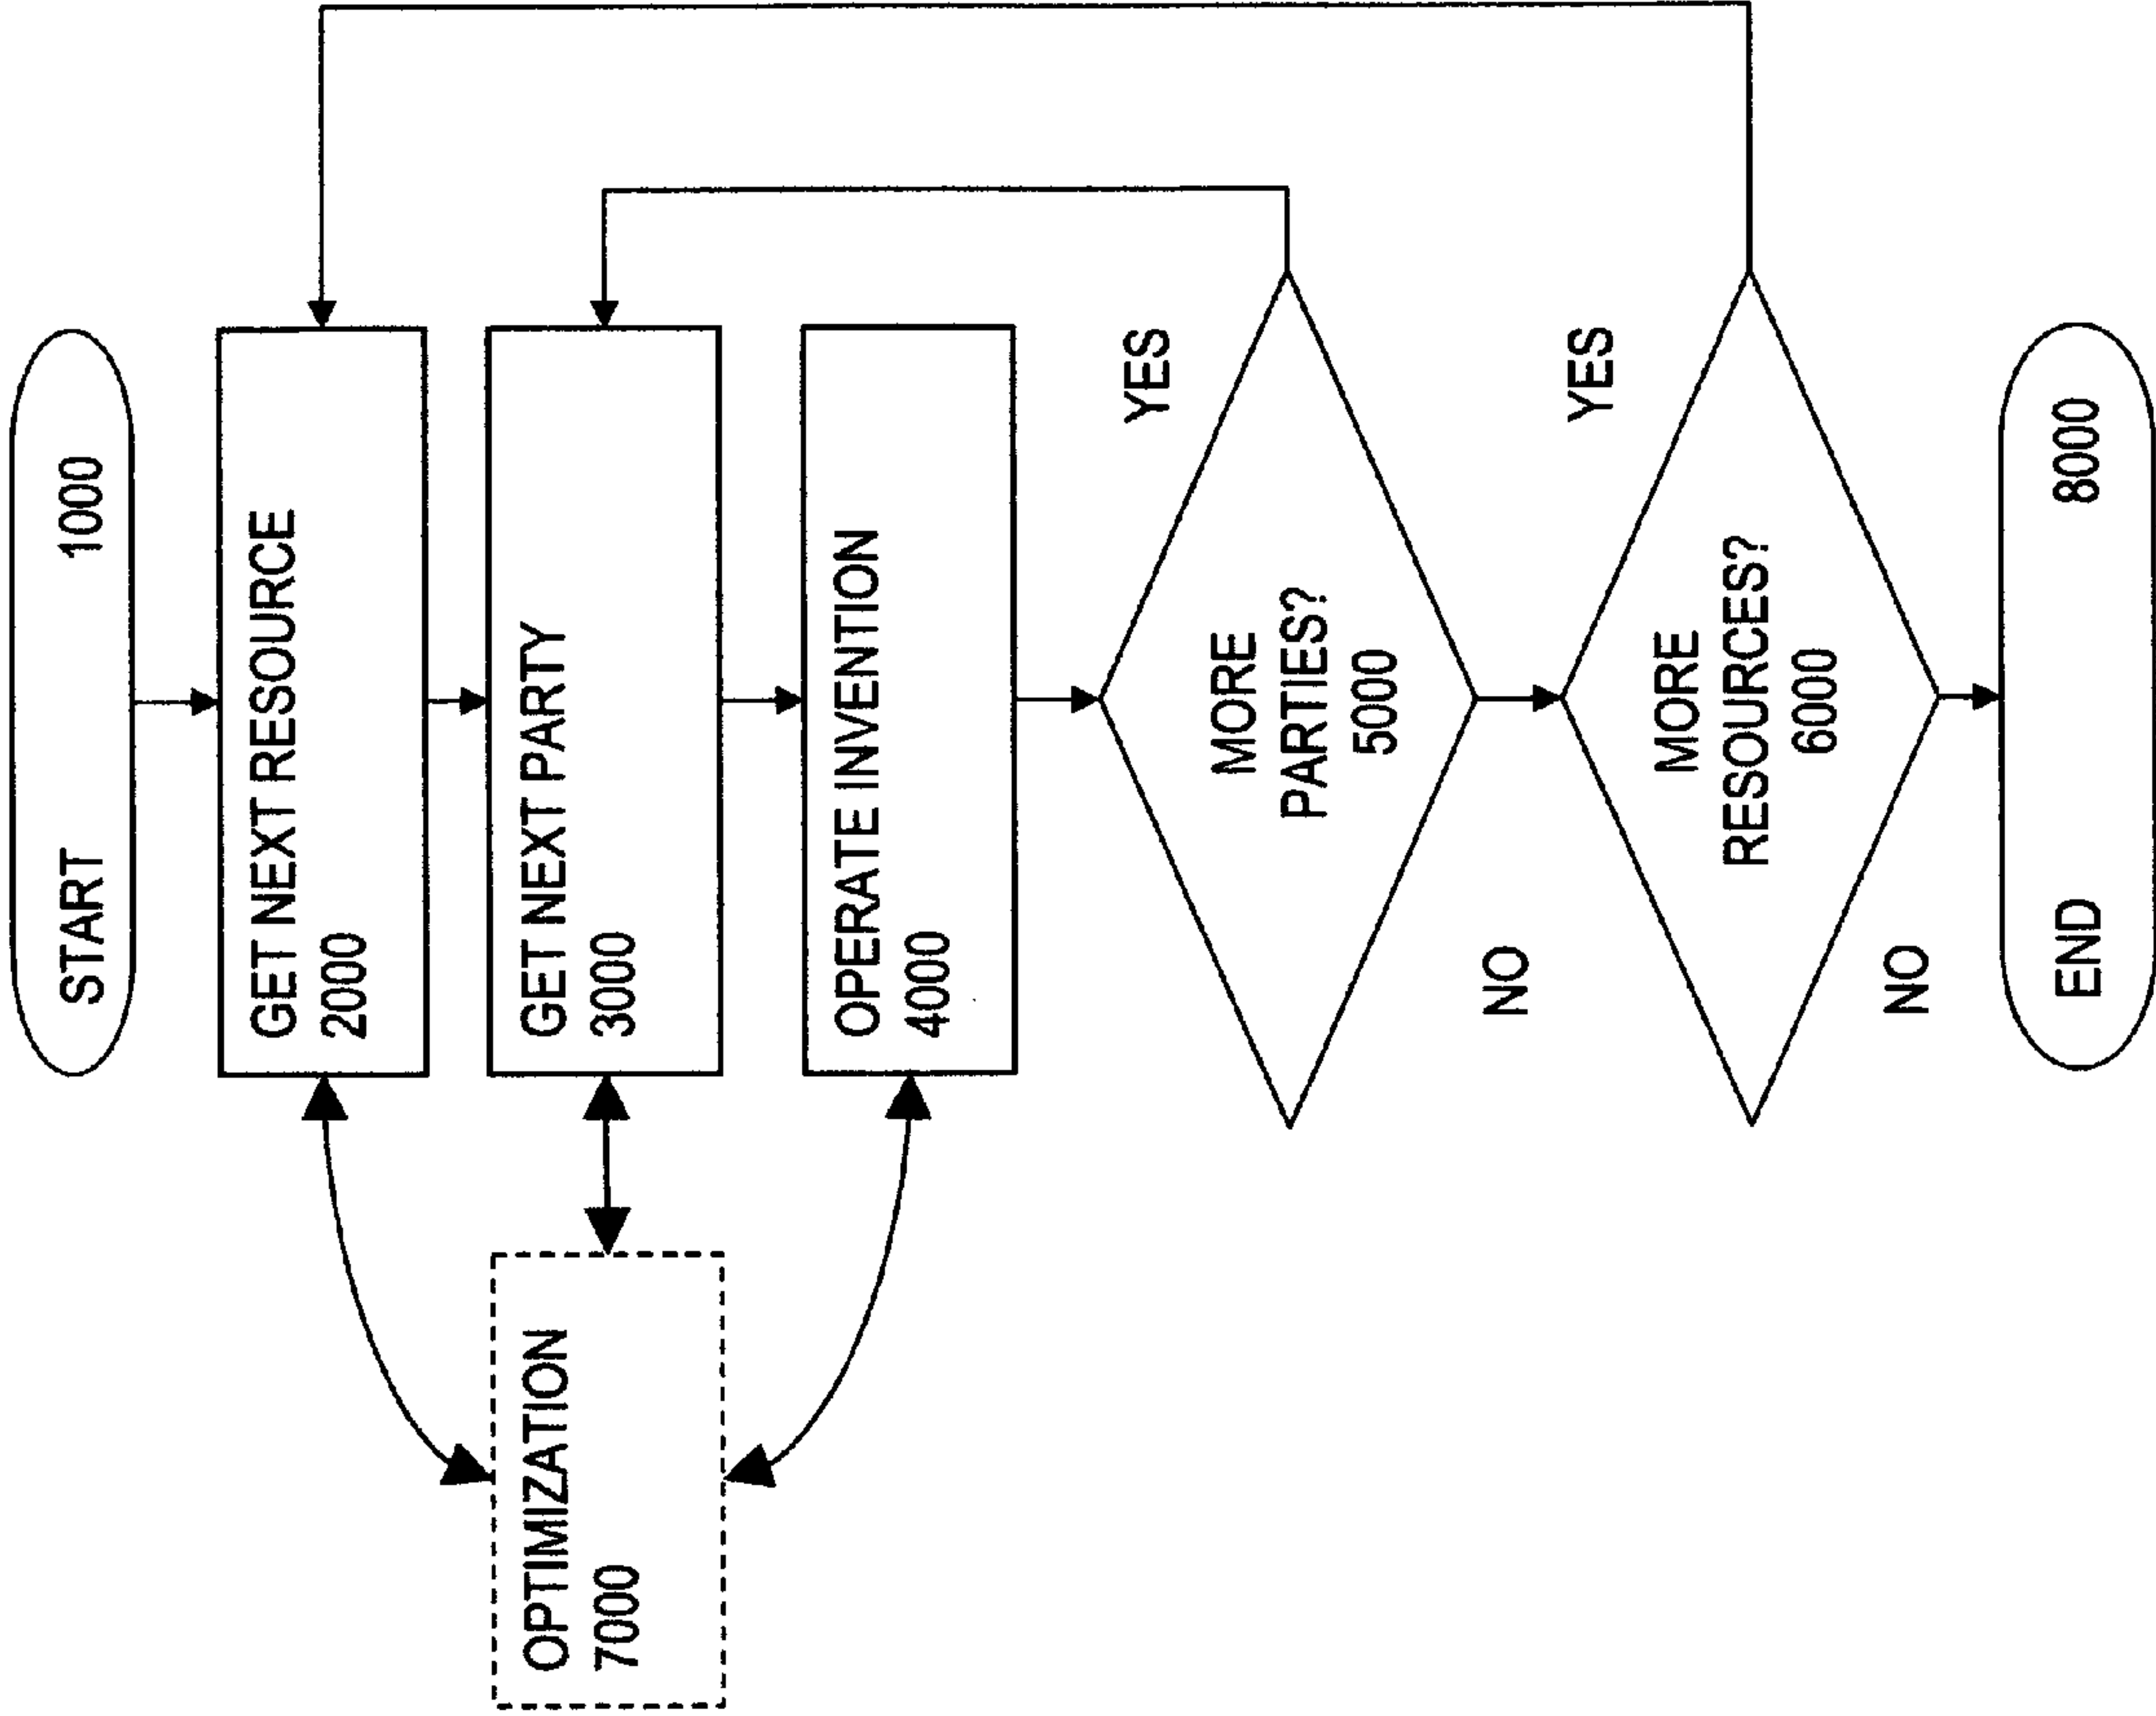 START 1000
GET NEXT RESOURCE
2000
GET NEXT PARTY
3000
OPERATE INVENTION
4000
OPTIMIZATION
7000
YES
MORE
PARTIES?
5000
NO
YES
MORE
RESOURCES?
6000
NO
END 8000